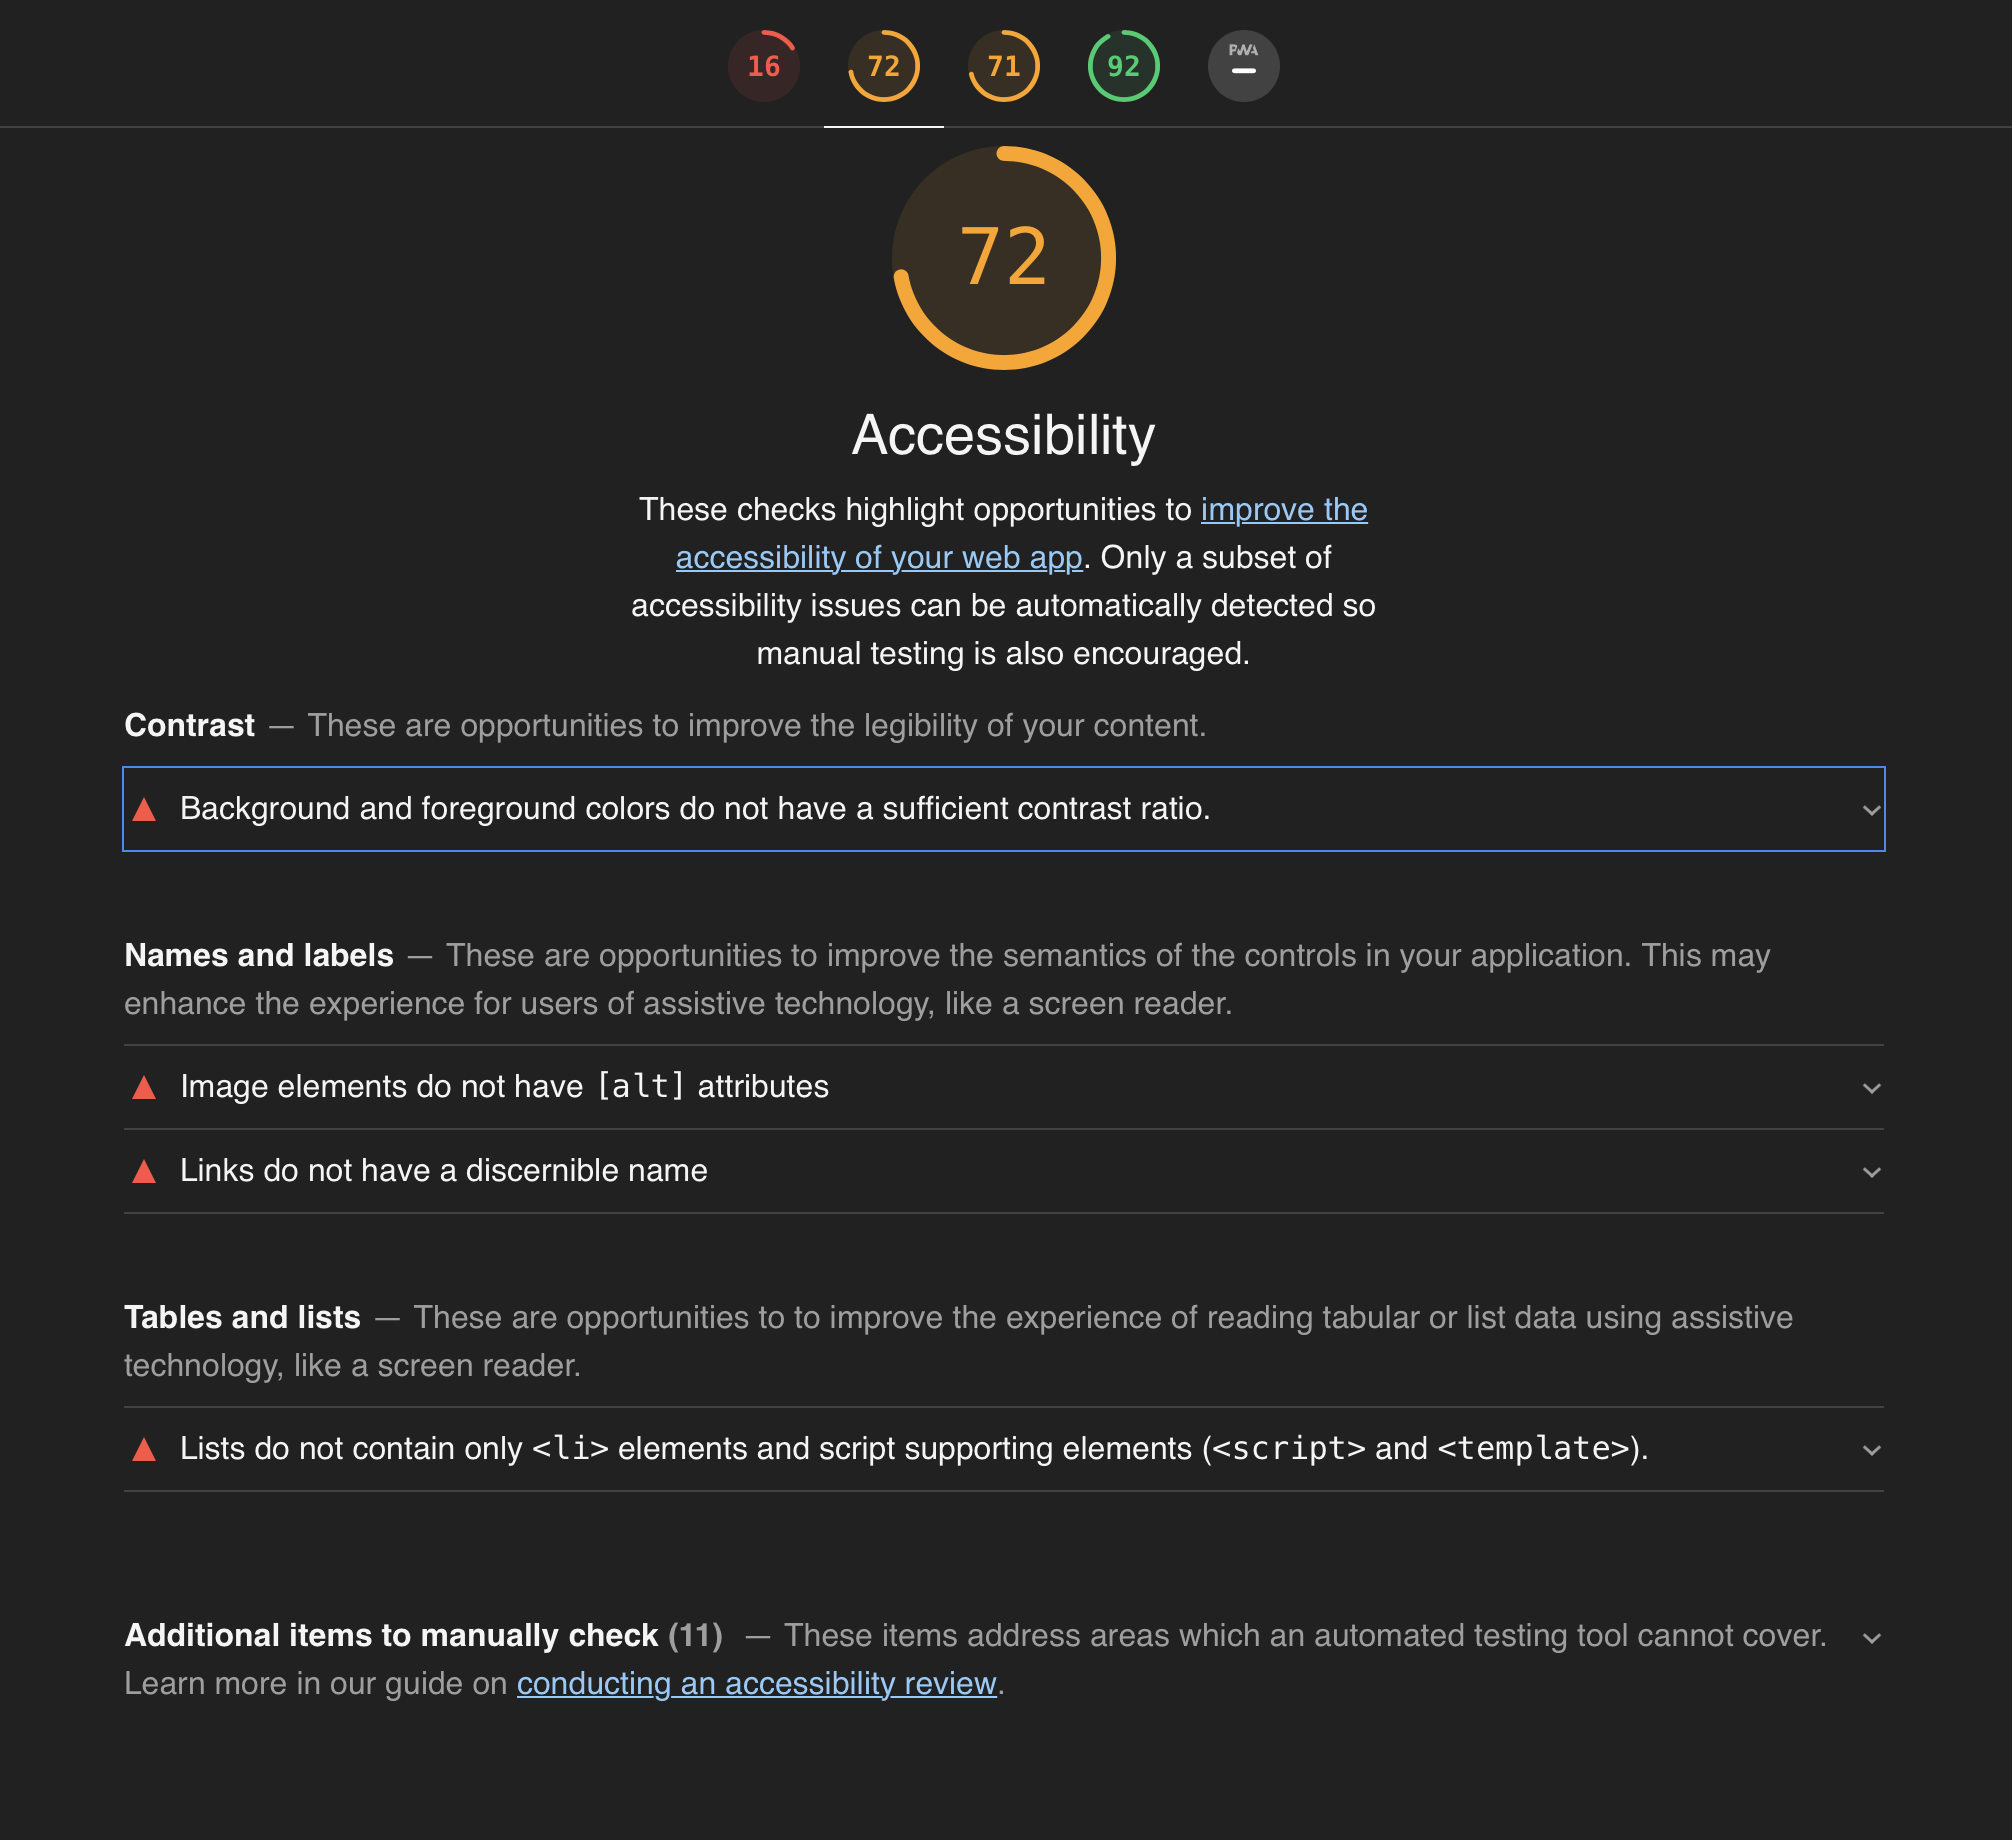 16 72 71 92 PWA
72
Accessibility
These checks highlight opportunities to improve the
accessibility of your web app. Only a subset of
accessibility issues can be automatically detected so
manual testing is also encouraged.
Contrast — These are opportunities to improve the legibility of your content.
Background and foreground colors do not have a sufficient contrast ratio.
Names and labels — These are opportunities to improve the semantics of the controls in your application. This may
enhance the experience for users of assistive technology, like a screen reader.
Image elements do not have [alt] attributes
Links do not have a discernible name
Tables and lists — These are opportunities to to improve the experience of reading tabular or list data using assistive
technology, like a screen reader.
Lists do not contain only <li> elements and script supporting elements (<script> and <template>).
Additional items to manually check (11) — These items address areas which an automated testing tool cannot cover.
Learn more in our guide on conducting an accessibility review.